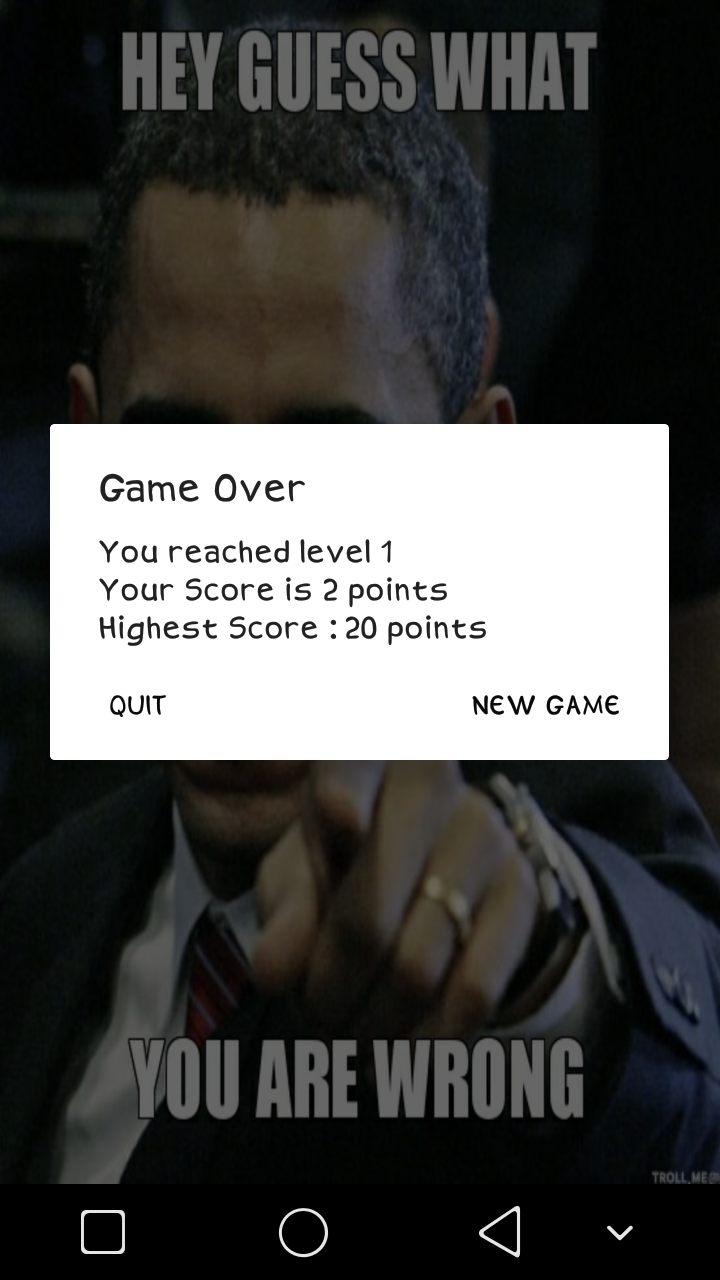 HEY GUESS WHAT
Game Over
You reached level 1
Your Score is 2 points
Highest Score : 20 points
QUIT NEW GAME
YOU ARE WRONG
TROLL.ME